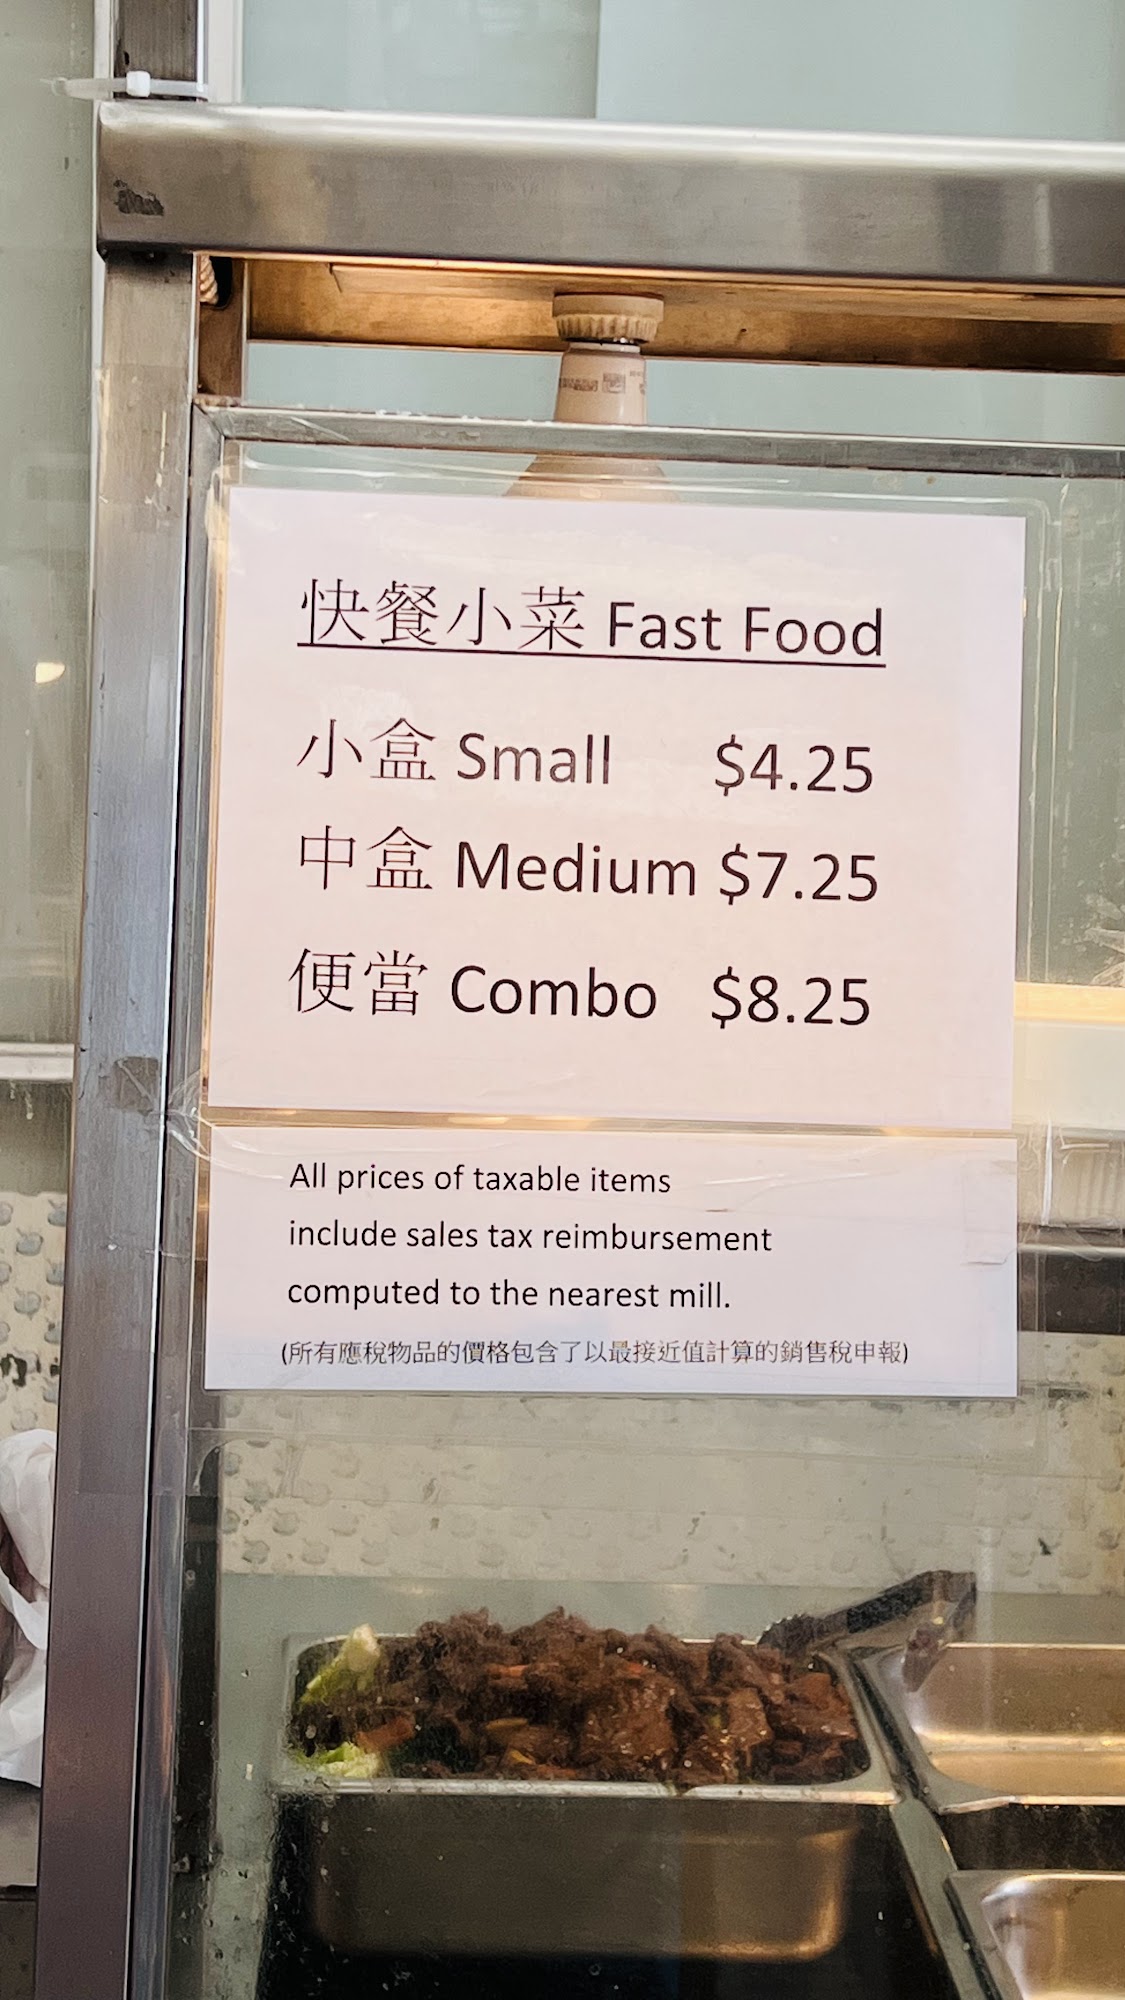 快餐小菜 Fast Food
小盒 Small $4.25
中盒 Medium $7.25
便當 Combo $8.25
All prices of taxable items
include sales tax reimbursement
computed to the nearest mill.
(所有應稅物品的價格包含了以最接近值計算的銷售稅申報)